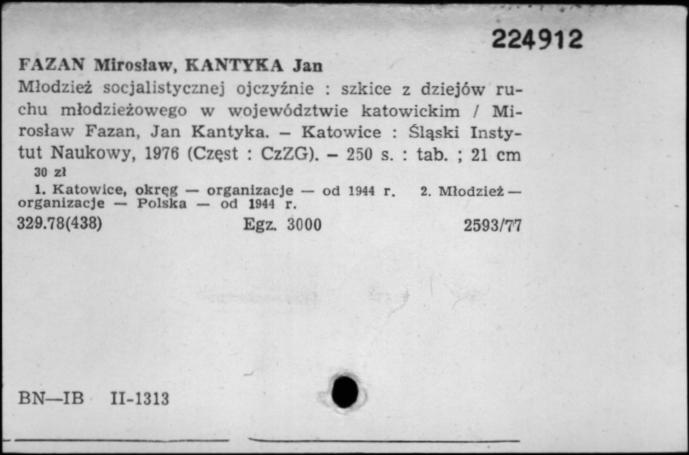 224912
FAZAN Mirosław, KANTYKA Jan
Młodzież socjalistycznej ojczyźnie : szkice z dziejów ru-
chu młodzieżowego w województwie katowickim / Mi-
rosław Fazan, Jan Kantyka. – Katowice : Śląski Insty-
tut Naukowy, 1976 (Częst : CzZG). – 250 s. : tab. ; 21 cm
30 zł
1. Katowice, okręg — organizacje — od 1944 r. 2. Młodzież —
organizacje — Polska — od 1944 r.
329.78(438) Egz. 3000 2593/77
BN—IB II-1313